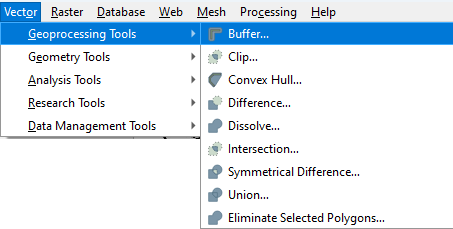 Vector Raster Database Web Mesh Processing Help
Geoprocessing Tools
Geometry Tools
Analysis Tools
Research Tools
Data Management Tools
Buffer...
Clip...
Convex Hull...
Difference...
Dissolve...
Intersection...
Symmetrical Difference...
Union...
Eliminate Selected Polygons...